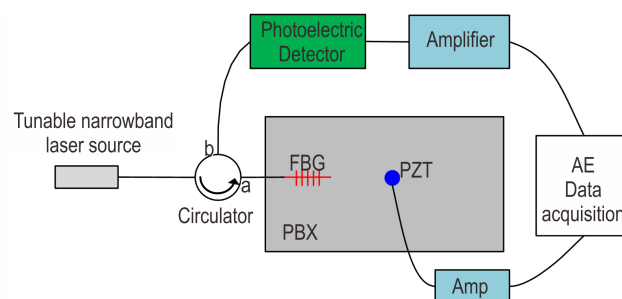 Photoelectric
Detector
Amplifier
Tunable narrowband
laser source
b
a
Circulator
FBG
PZT
PBX
AE
Data
acquisition
Amp